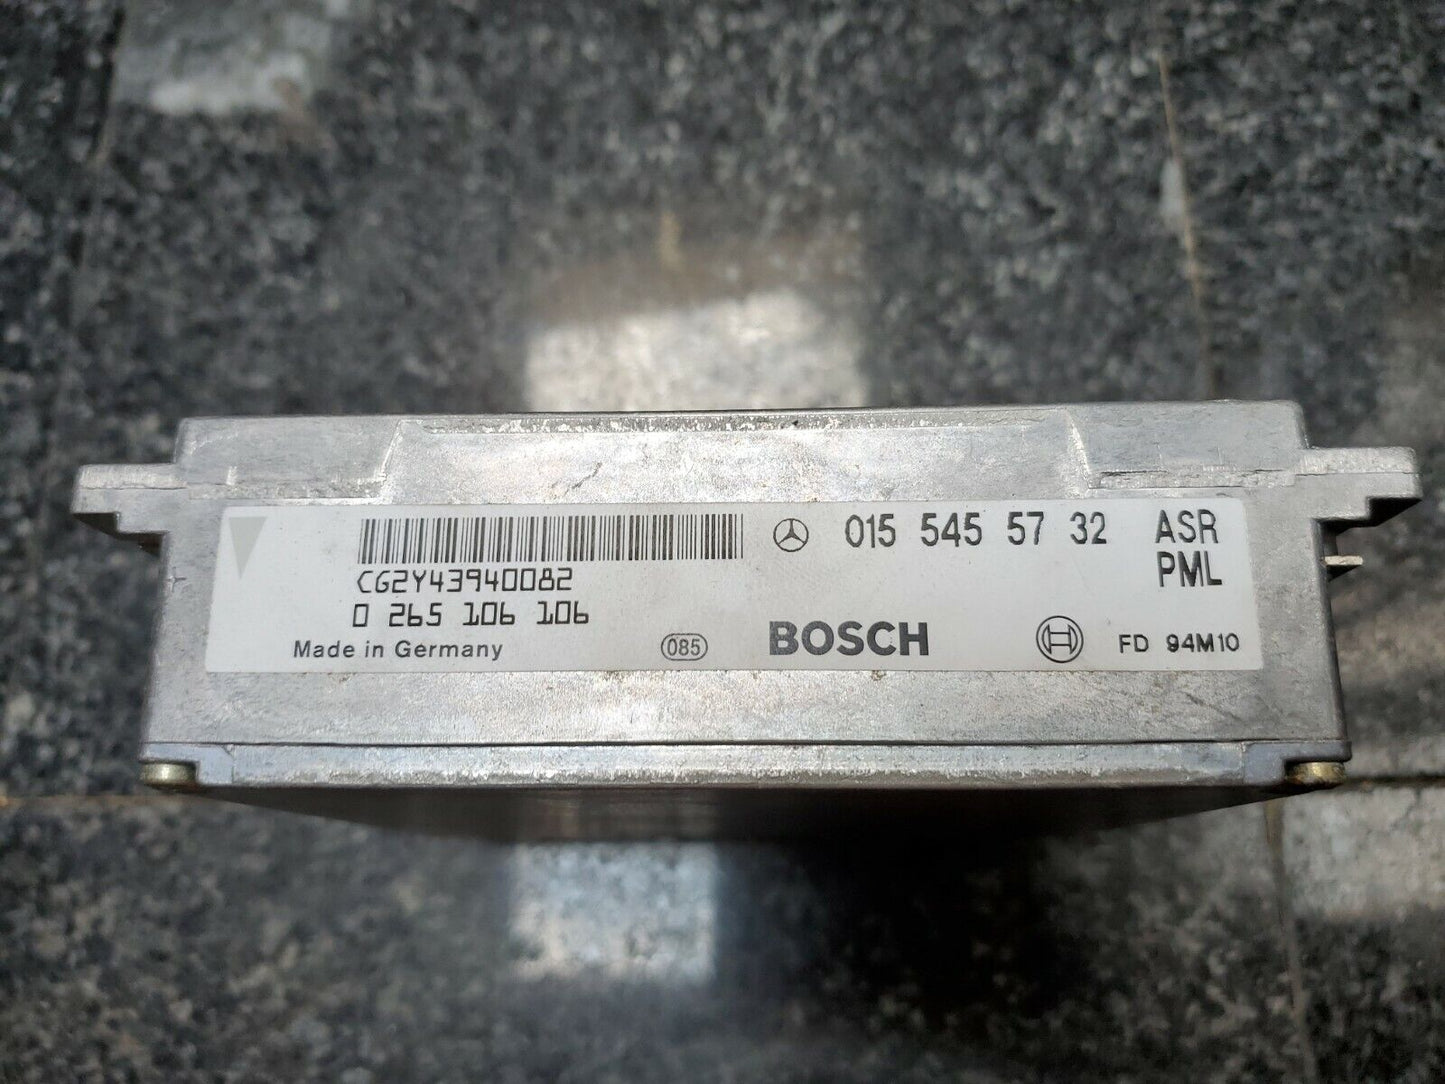 015 545 57 32 ASR
PML
CG2Y43940082
0 265 106 106
Made in Germany 085 BOSCH FD 94M10